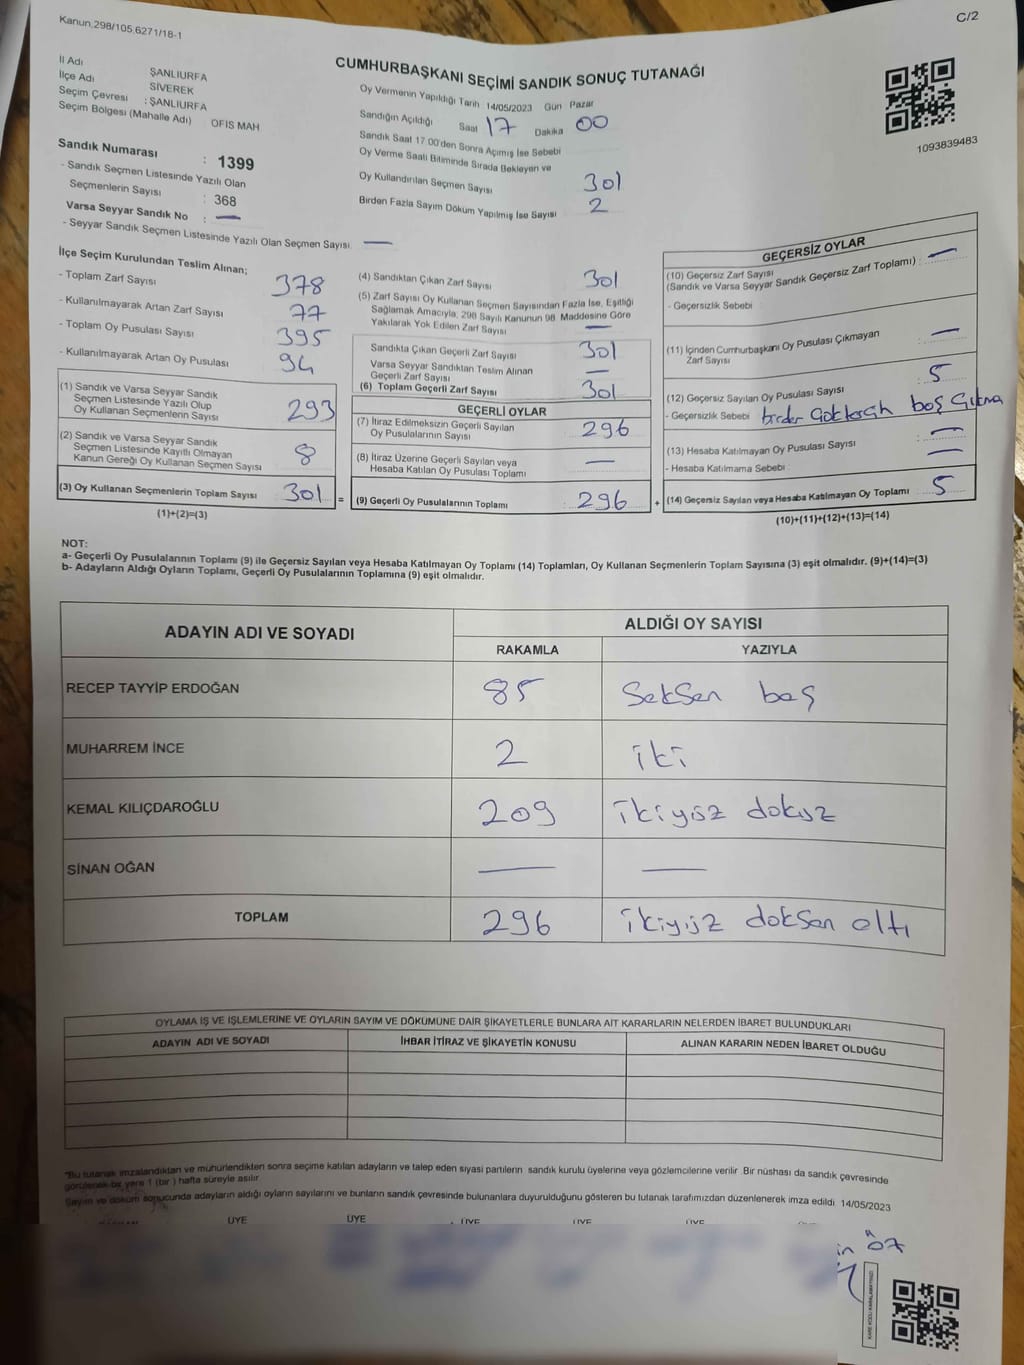 Kanun.298/105.6271/18-1
C/2
CUMHURBAŞKANI SEÇİMİ SANDIK SONUÇ TUTANAĞI
İl Adı ŞANLIURFA
İlçe Adı SİVEREK
Seçim Çevresi : ŞANLIURFA
Seçim Bölgesi (Mahalle Adı) OFİS MAH
Sandık Numarası : 1399
- Sandık Seçmen Listesinde Yazılı Olan
Seçmenlerin Sayısı : 368
Varsa Seyyar Sandık No : —
- Seyyar Sandık Seçmen Listesinde Yazılı Olan Seçmen Sayısı —
Oy Vermenin Yapıldığı Tarih 14/05/2023 Gün Pazar
Sandığın Açıldığı Saat 17 Dakika 00
Sandık Saat 17.00'den Sonra Açımış İse Sebebi
Oy Verme Saati Bitiminde Sırada Bekleyen ve
Oy Kullandırılan Seçmen Sayısı 301
Birden Fazla Sayım Döküm Yapılmış İse Sayısı 2
1093839483
İlçe Seçim Kurulundan Teslim Alınan;
- Toplam Zarf Sayısı 378
- Kullanılmayarak Artan Zarf Sayısı 77
- Toplam Oy Pusulası Sayısı 395
- Kullanılmayarak Artan Oy Pusulası 94
(1) Sandık ve Varsa Seyyar Sandık
Seçmen Listesinde Yazılı Olup
Oy Kullanan Seçmenlerin Sayısı 293
(2) Sandık ve Varsa Seyyar Sandık
Seçmen Listesinde Kayıtlı Olmayan
Kanun Gereği Oy Kullanan Seçmen Sayısı 8
(3) Oy Kullanan Seçmenlerin Toplam Sayısı 301 =
(1)+(2)=(3)
(4) Sandıktan Çıkan Zarf Sayısı 301
(5) Zarf Sayısı Oy Kullanan Seçmen Sayısından Fazla İse, Eşitliği
Sağlamak Amacıyla, 298 Sayılı Kanunun 98. Maddesine Göre
Yakılarak Yok Edilen Zarf Sayısı —
Sandıkta Çıkan Geçerli Zarf Sayısı 301
Varsa Seyyar Sandıktan Teslim Alınan
Geçerli Zarf Sayısı —
(6) Toplam Geçerli Zarf Sayısı 301
GEÇERLİ OYLAR
(7) İtiraz Edilmeksizin Geçerli Sayılan
Oy Pusulalarının Sayısı 296
(8) İtiraz Üzerine Geçerli Sayılan veya
Hesaba Katılan Oy Pusulası Toplamı —
(9) Geçerli Oy Pusulalarının Toplamı : 296 +
GEÇERSİZ OYLAR
(10) Geçersiz Zarf Sayısı
(Sandık ve Varsa Seyyar Sandık Geçersiz Zarf Toplamı) : —
- Geçersizlik Sebebi :
(11) İçinden Cumhurbaşkanı Oy Pusulası Çıkmayan
Zarf Sayısı : —
(12) Geçersiz Sayılan Oy Pusulası Sayısı : 5
- Geçersizlik Sebebi boş Çıkma
(13) Hesaba Katılmayan Oy Pusulası Sayısı : —
- Hesaba Katılmama Sebebi : —
(14) Geçersiz Sayılan veya Hesaba Katılmayan Oy Toplamı : 5
(10)+(11)+(12)+(13)=(14)
NOT:
a- Geçerli Oy Pusulalarının Toplamı (9) ile Geçersiz Sayılan veya Hesaba Katılmayan Oy Toplamı (14) Toplamları, Oy Kullanan Seçmenlerin Toplam Sayısına (3) eşit olmalıdır. (9)+(14)=(3)
b- Adayların Aldığı Oyların Toplamı, Geçerli Oy Pusulalarının Toplamına (9) eşit olmalıdır.
ADAYIN ADI VE SOYADI ALDIĞI OY SAYISI
RAKAMLA YAZIYLA
RECEP TAYYİP ERDOĞAN 85 Seksen beş
MUHARREM İNCE 2 iki
KEMAL KILIÇDAROĞLU 209 ikiyüz dokuz
SİNAN OĞAN — —
TOPLAM 296 ikiyüz doksan altı
OYLAMA İŞ VE İŞLEMLERİNE VE OYLARIN SAYIM VE DÖKÜMÜNE DAİR ŞİKAYETLERLE BUNLARA AİT KARARLARIN NELERDEN İBARET BULUNDUKLARI
ADAYIN ADI VE SOYADI İHBAR İTİRAZ VE ŞİKAYETİN KONUSU ALINAN KARARIN NEDEN İBARET OLDUĞU
"Bu tutanak imzalandıktan ve mühürlendikten sonra seçime katılan adayların ve talep eden siyasi partilerin sandık kurulu üyelerine veya gözlemcilerine verilir. Bir nüshası da sandık çevresinde
görülecek bir yere 1 (bir) hafta süreyle asılır.
Sayım ve döküm sonucunda adayların aldığı oyların sayılarını ve bunların sandık çevresinde bulunanlara duyurulduğunu gösteren bu tutanak tarafımızdan düzenlenerek imza edildi 14/05/2023
ÜYE ÜYE ÜYE ÜYE ÜYE